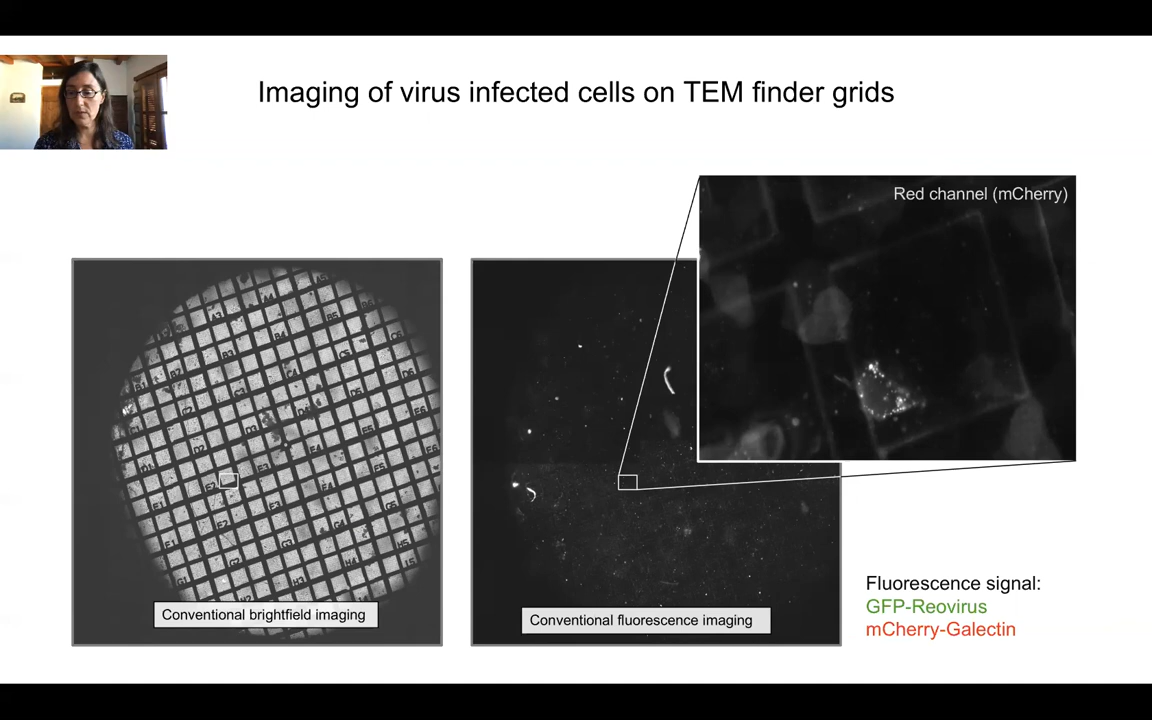 Imaging of virus infected cells on TEM finder grids
Red channel (mCherry)
Conventional brightfield imaging
Conventional fluorescence imaging
Fluorescence signal:
GFP-Reovirus
mCherry-Galectin